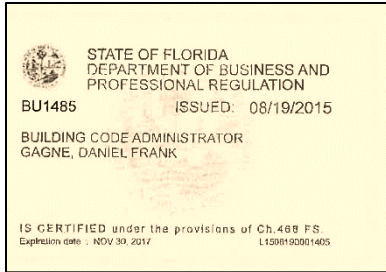 STATE OF FLORIDA
DEPARTMENT OF BUSINESS AND
PROFESSIONAL REGULATION
BU1485 ISSUED: 08/19/2015
BUILDING CODE ADMINISTRATOR
GAGNE, DANIEL FRANK
IS CERTIFIED under the provisions of Ch.468 FS.
Expiration date : NOV 30, 2017 L1508190001405